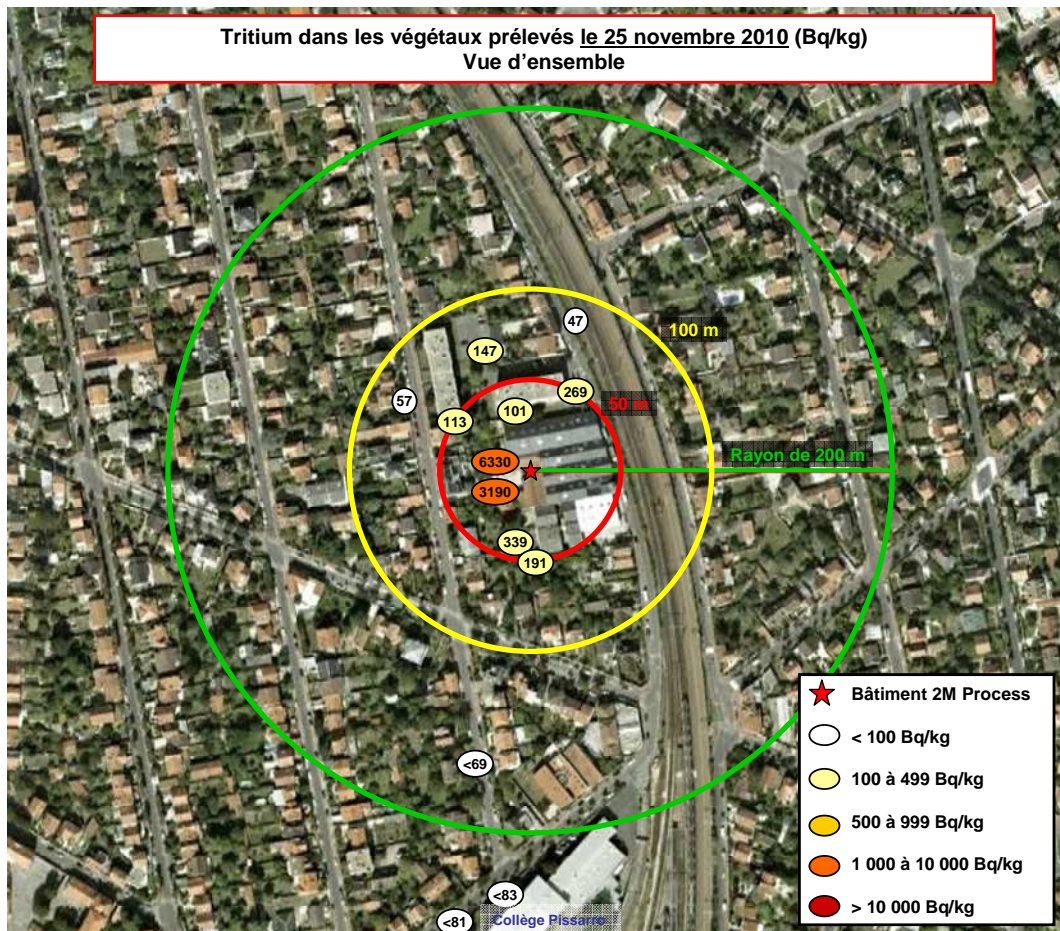 Tritium dans les végétaux prélevés le 25 novembre 2010 (Bq/kg)
Vue d'ensemble
47
100 m
147
269
57
50 m
101
113
Rayon de 200 m
6330
3190
339
191
<69
<83
<81
Collège Pissarro
Bâtiment 2M Process
< 100 Bq/kg
100 à 499 Bq/kg
500 à 999 Bq/kg
1 000 à 10 000 Bq/kg
> 10 000 Bq/kg